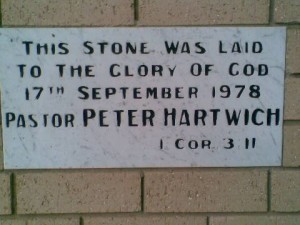 THIS STONE WAS LAID
TO THE GLORY OF GOD
17TH SEPTEMBER 1978
PASTOR PETER HARTWICH
1 COR 3 11